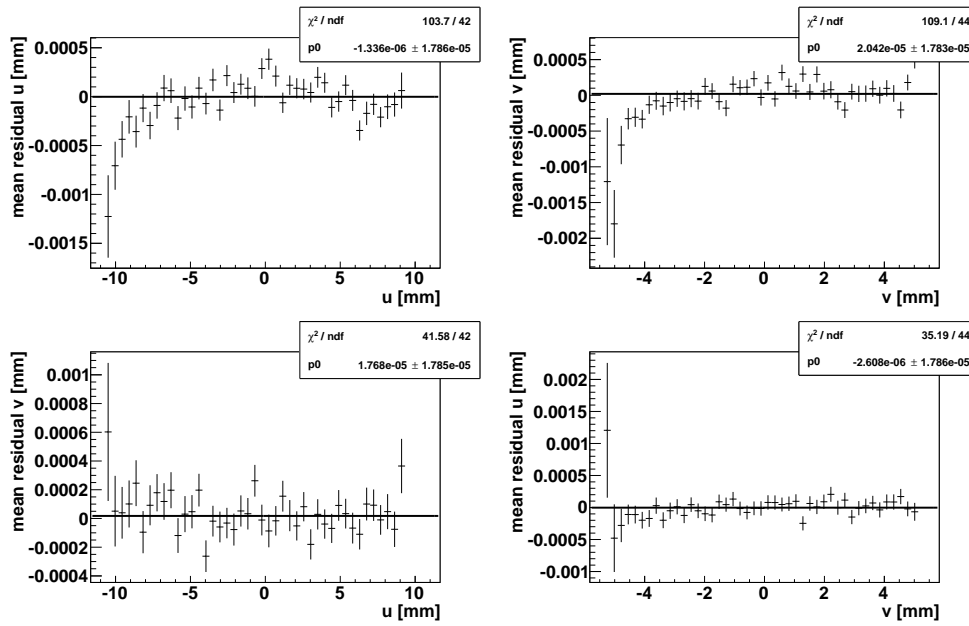 χ² / ndf 103.7 / 42
p0 -1.336e-06 ± 1.786e-05
mean residual u [mm]
0.0005
0
-0.0005
-0.001
-0.0015
-10 -5 0 5 10
u [mm]
χ² / ndf 109.1 / 44
p0 2.042e-05 ± 1.783e-05
mean residual v [mm]
0.0005
0
-0.0005
-0.001
-0.0015
-0.002
-4 -2 0 2 4
v [mm]
χ² / ndf 41.58 / 42
p0 1.768e-05 ± 1.785e-05
mean residual v [mm]
0.001
0.0008
0.0006
0.0004
0.0002
0
-0.0002
-0.0004
-10 -5 0 5 10
u [mm]
χ² / ndf 35.19 / 44
p0 -2.608e-06 ± 1.786e-05
mean residual u [mm]
0.002
0.0015
0.001
0.0005
0
-0.0005
-0.001
-4 -2 0 2 4
v [mm]